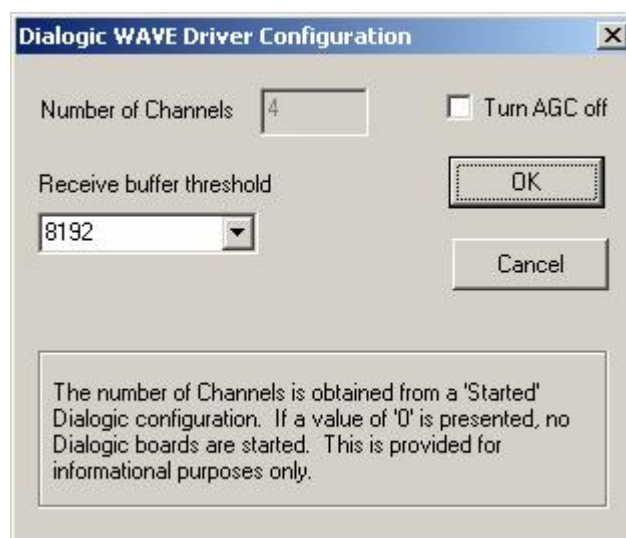 Dialogic WAVE Driver Configuration
Number of Channels 4 Turn AGC off
Receive buffer threshold OK
8192
Cancel
The number of Channels is obtained from a 'Started'
Dialogic configuration. If a value of '0' is presented, no
Dialogic boards are started. This is provided for
informational purposes only.